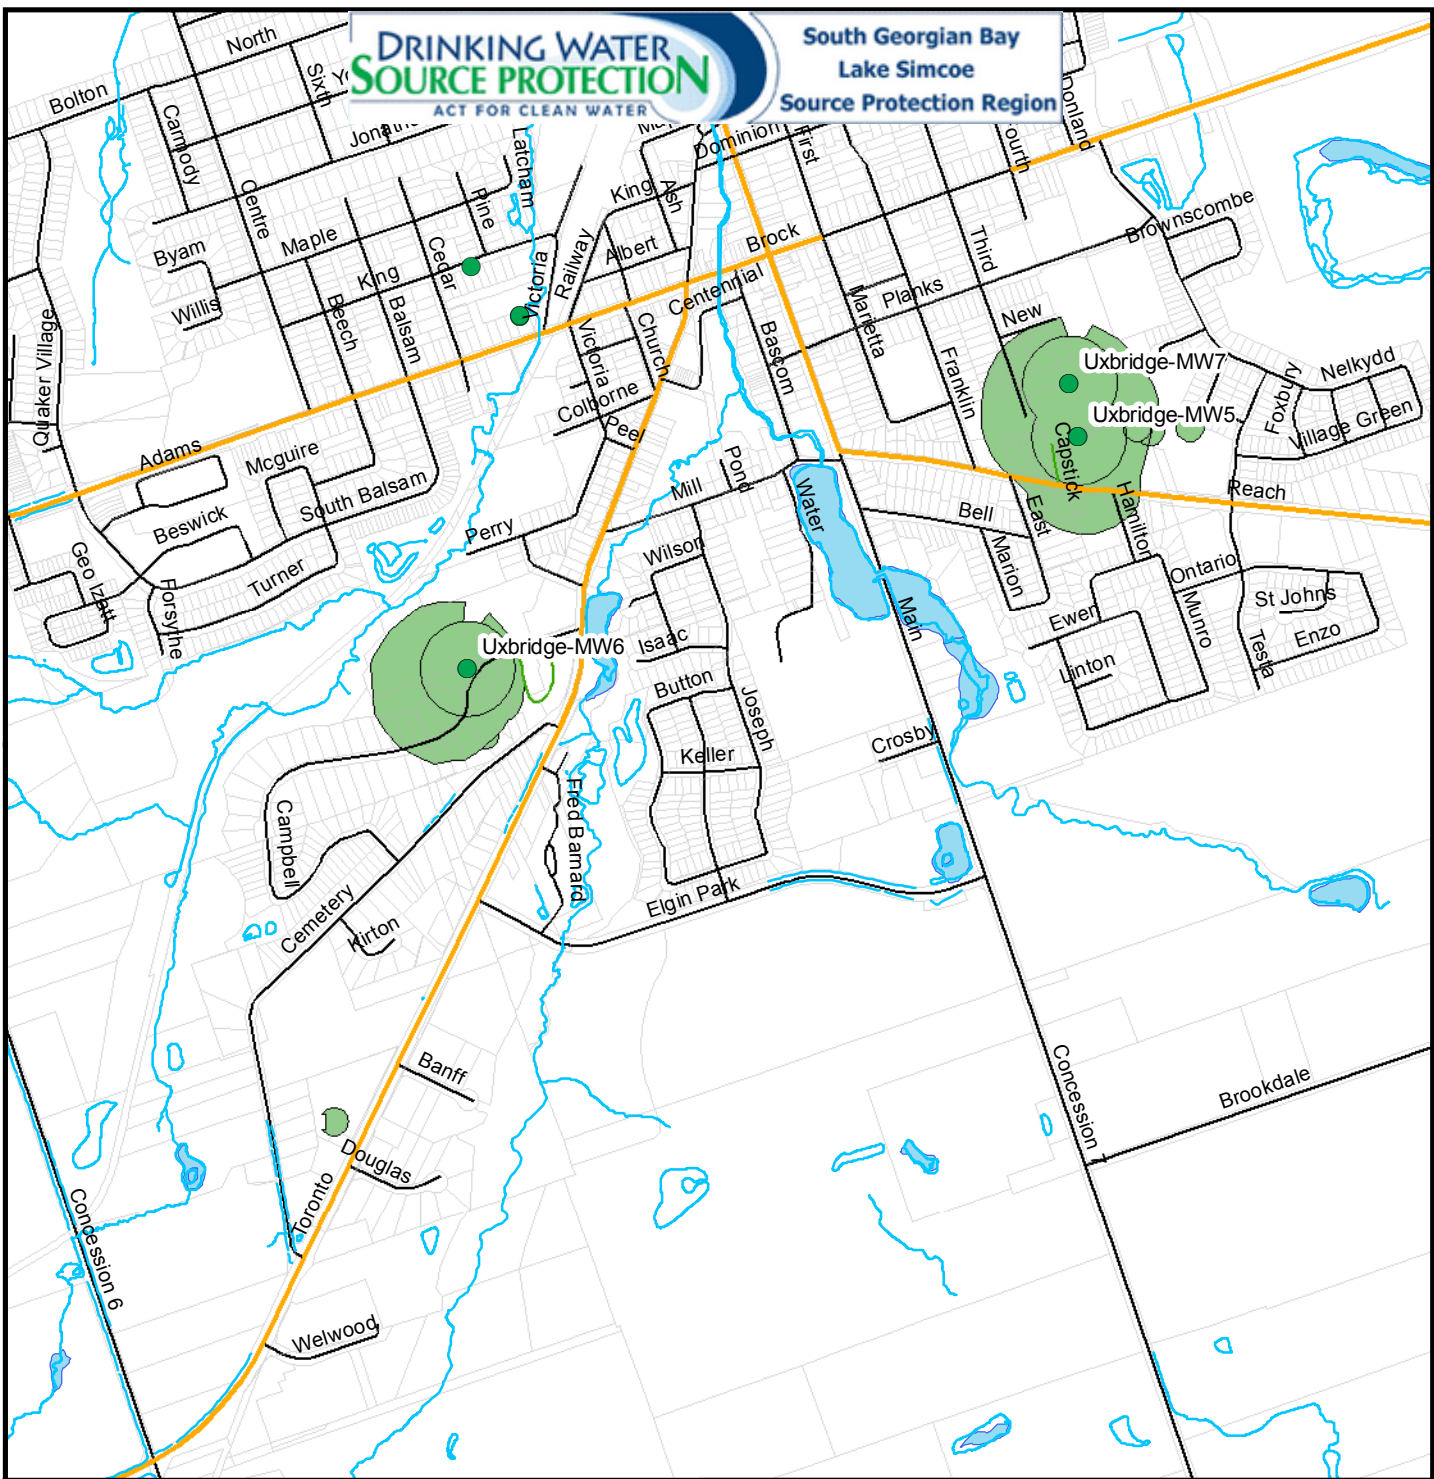 DRINKING WATER
SOURCE PROTECTION
ACT FOR CLEAN WATER
South Georgian Bay
Lake Simcoe
Source Protection Region
North
Sixth
Bolton
Carmody
Latcham
Dominion
First
Fourth
Donland
Centre
Pine
King
Ash
Byam
Maple
Cedar
King
Victoria
Railway
Albert
Brock
Centennial
Third
Brownscombe
Willis
Beech
Balsam
Planks
Marietta
New
Quaker Village
Victoria
Church
Bascom
Franklin
Uxbridge-MW7
Nelkydd
Foxbury
Colborne
Uxbridge-MW5
Village Green
Peel
Capstick
Adams
Mcguire
South Balsam
Pond
Mill
Water
Reach
Hamilton
East
Bell
Beswick
Perry
Wilson
Marion
Geo Izatt
Forsythe
Turner
Main
Ontario
Munro
St Johns
Ewen
Enzo
Testa
Isaac
Uxbridge-MW6
Linton
Button
Joseph
Crosby
Keller
Fred Barnard
Campbell
Elgin Park
Cemetery
Kirton
Banff
Concession 7
Brookdale
Douglas
Toronto
Concession 6
Welwood